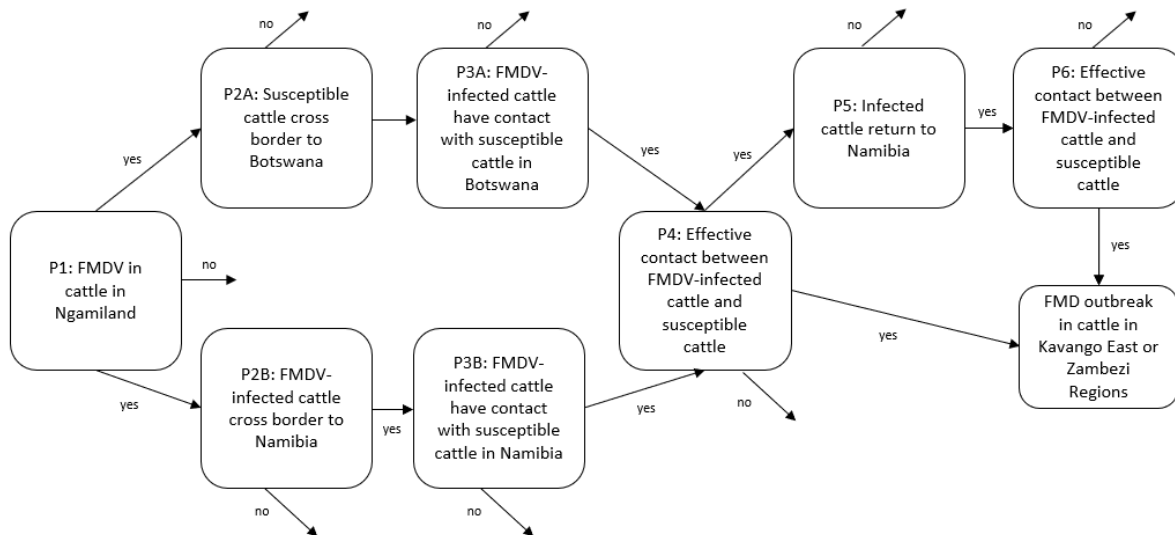 no
no
no
no
P2A: Susceptible
cattle cross
border to
Botswana
P3A: FMDV-
infected cattle
have contact
with susceptible
cattle in
Botswana
P5: Infected
cattle return to
Namibia
P6: Effective
contact between
FMDV-infected
cattle and
susceptible
cattle
yes
yes
yes
yes
P1: FMDV in
cattle in
Ngamiland
no
P4: Effective
contact between
FMDV-infected
cattle and
susceptible
cattle
yes
yes
FMD outbreak
in cattle in
Kavango East or
Zambezi
Regions
P2B: FMDV-
infected cattle
cross border to
Namibia
P3B: FMDV-
infected cattle
have contact
with susceptible
cattle in Namibia
yes
yes
yes
no
no
no